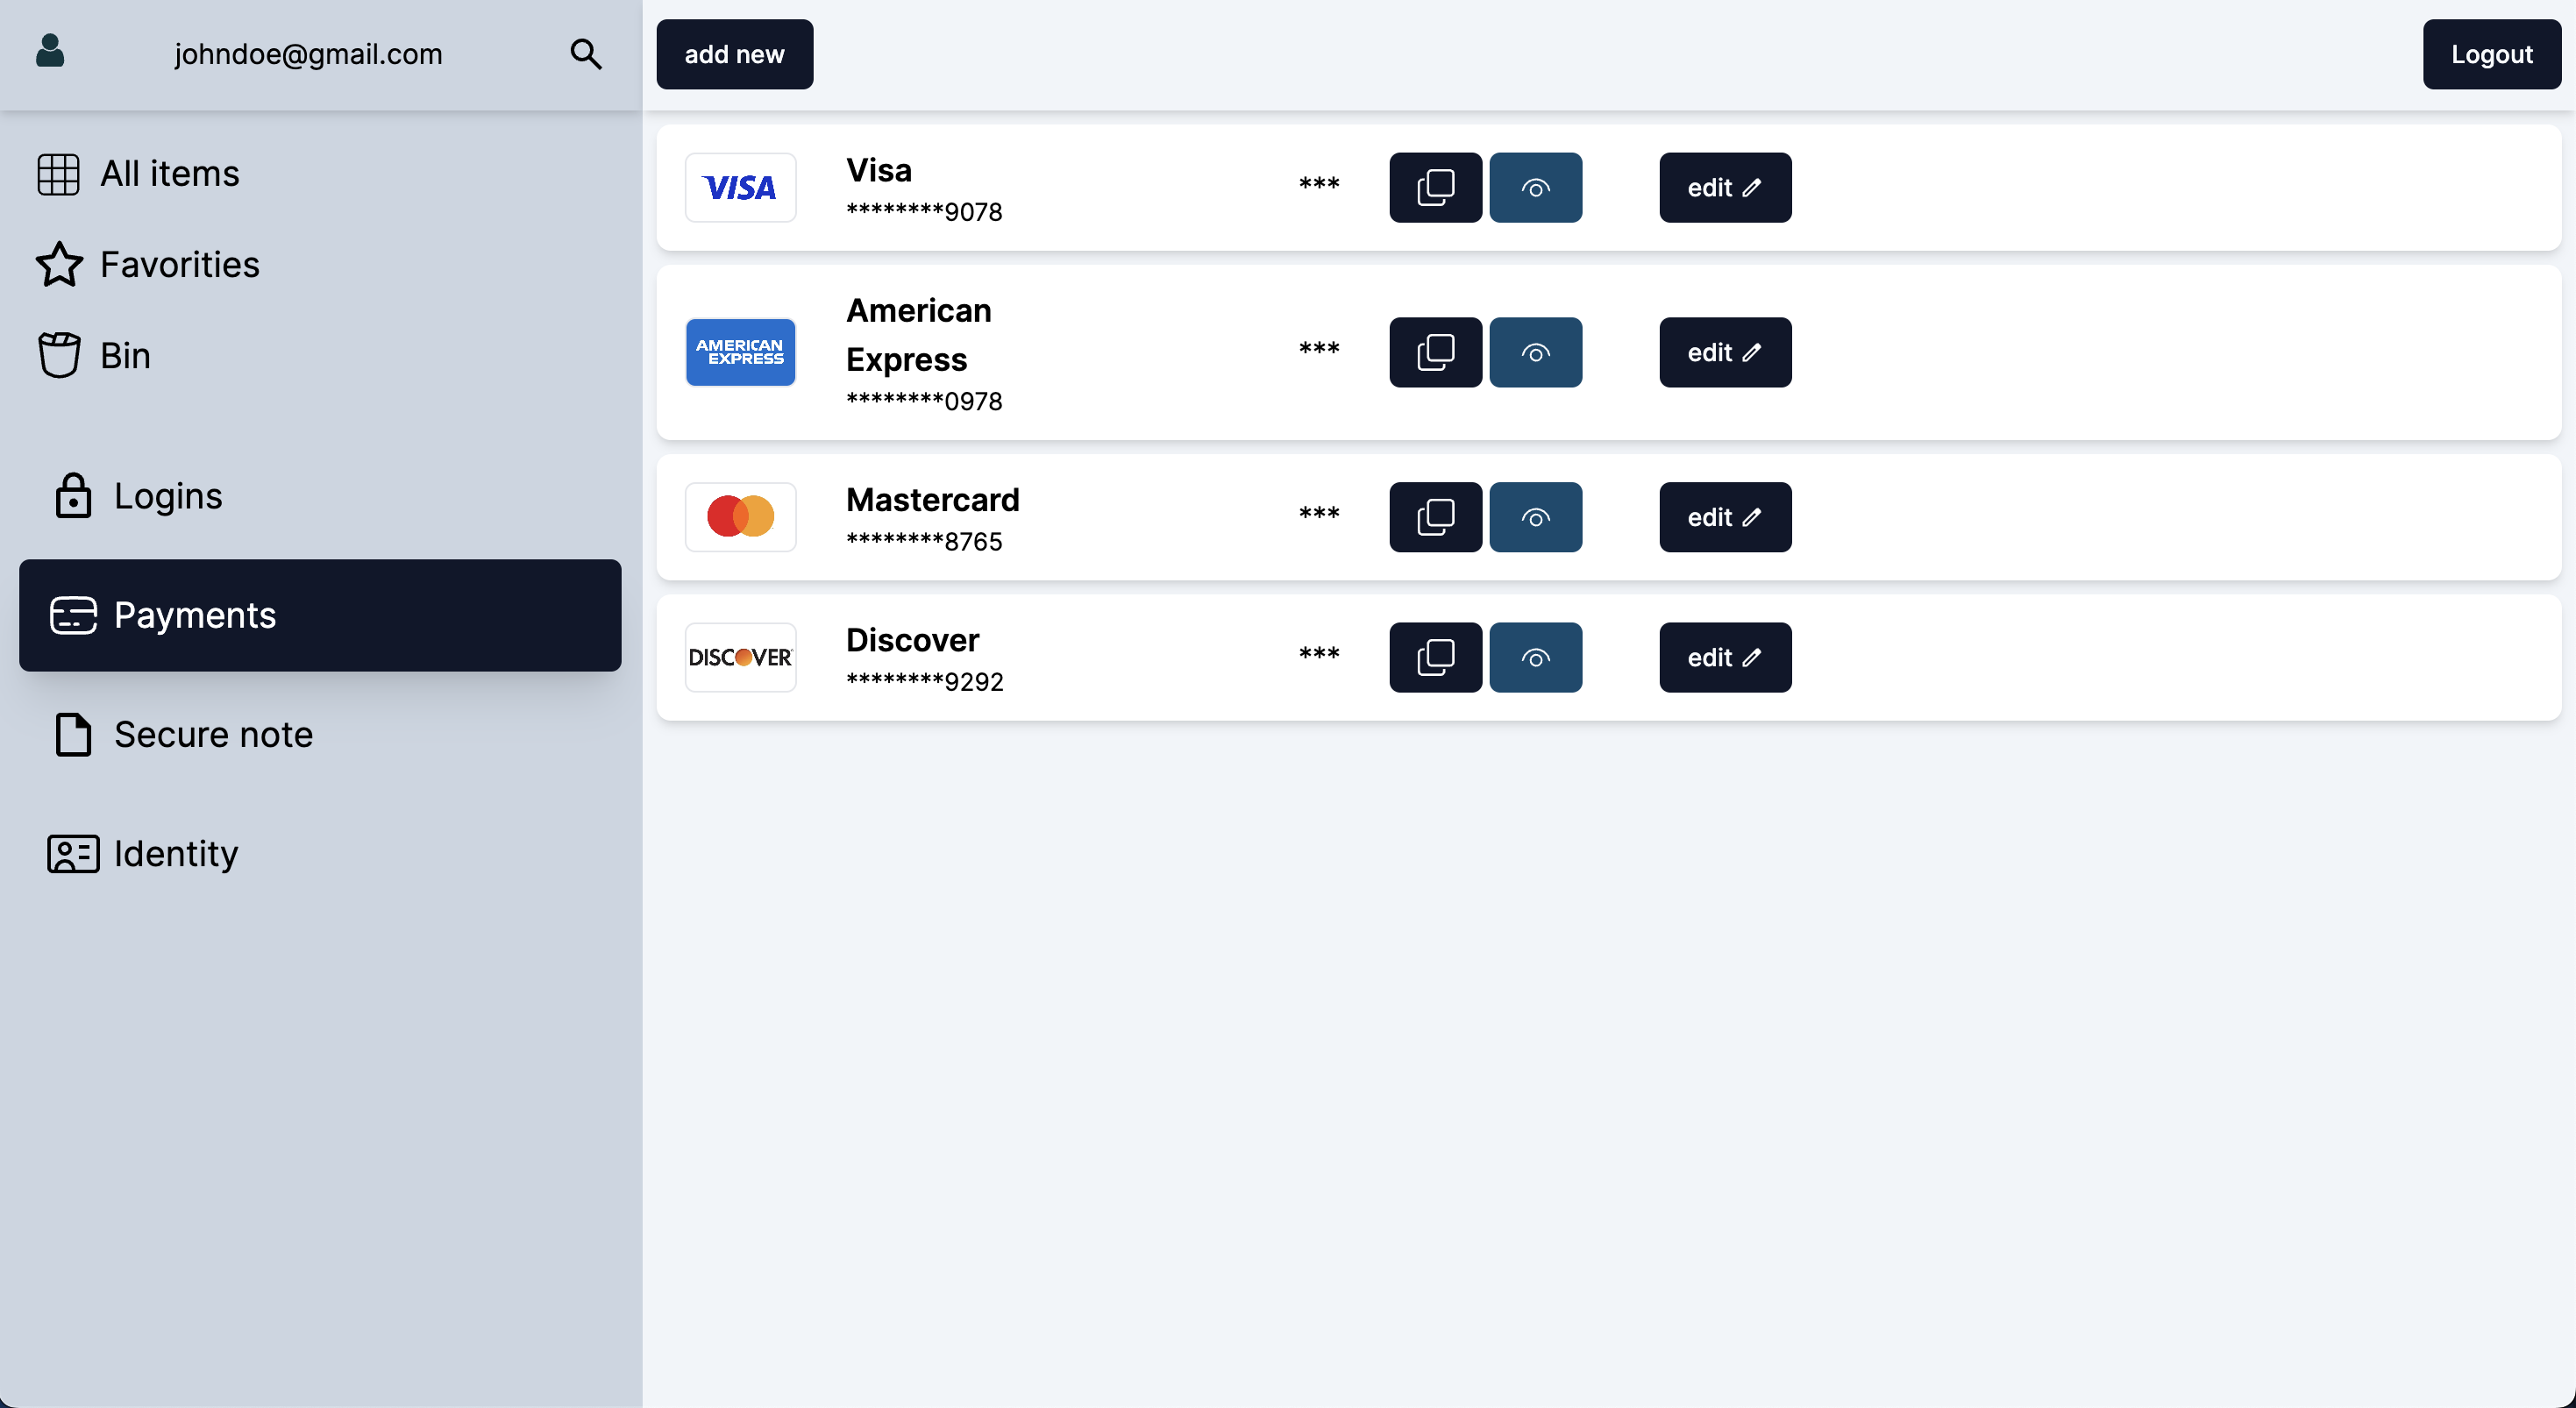 johndoe@gmail.com
add new
Logout
All items
Favorities
Bin
Logins
Payments
Secure note
Identity
VISA
Visa
********9078
***
edit
AMERICAN
EXPRESS
American
Express
********0978
***
edit
Mastercard
********8765
***
edit
DISCOVER
Discover
********9292
***
edit